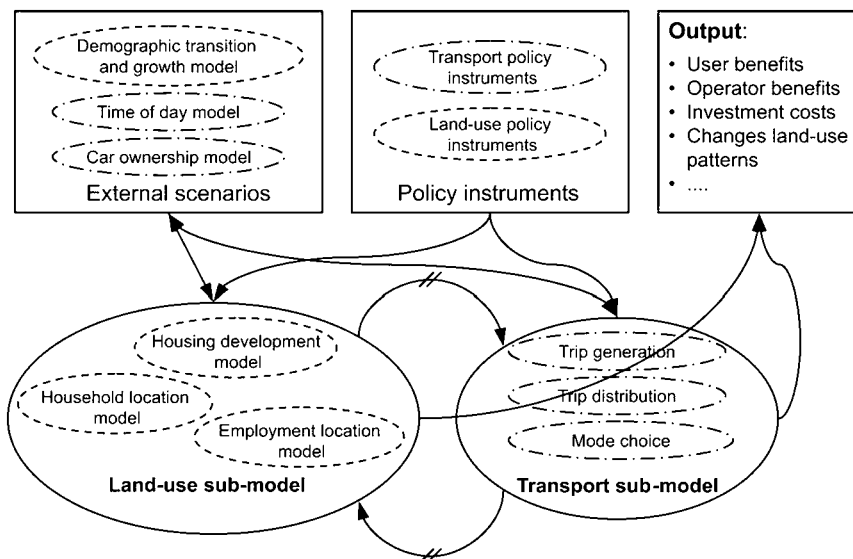 Demographic transition
and growth model
Time of day model
Car ownership model
External scenarios
Transport policy
instruments
Land-use policy
instruments
Policy instruments
Output:
• User benefits
• Operator benefits
• Investment costs
• Changes land-use
patterns
• ....
Housing development
model
Household location
model
Employment location
model
Land-use sub-model
Trip generation
Trip distribution
Mode choice
Transport sub-model